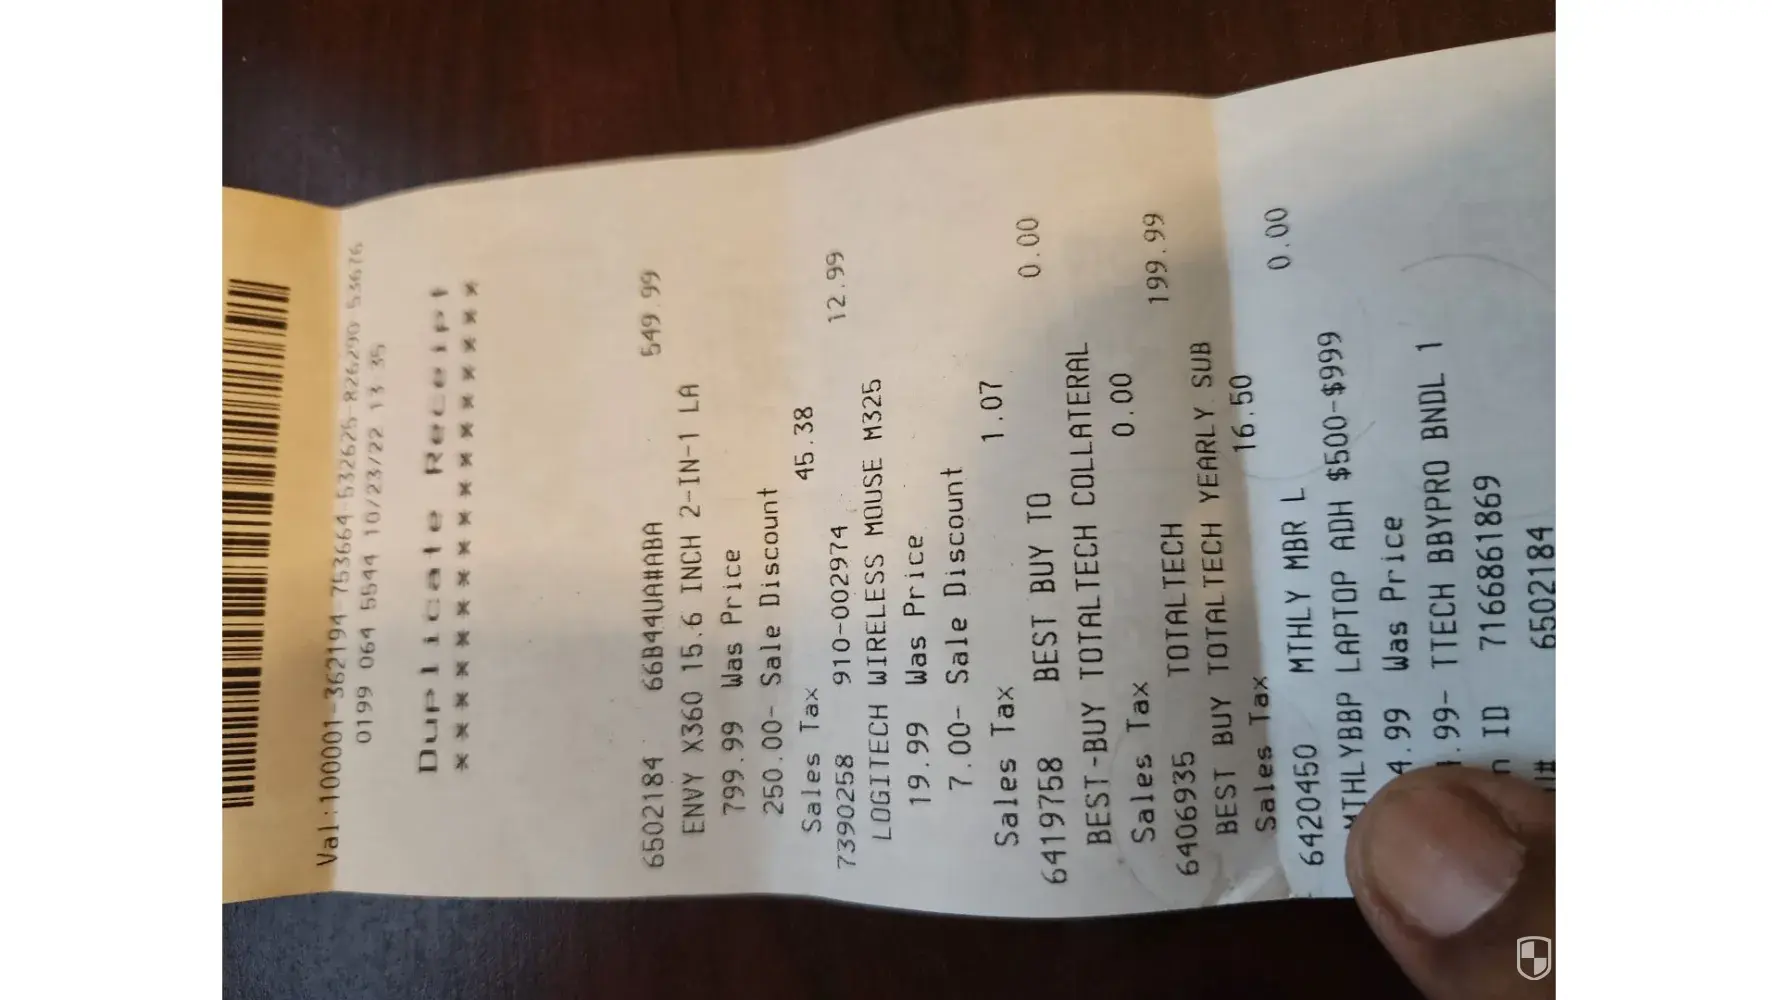 Val:100001-362194-753664-532625-826290-53676
0199 064 5544 10/23/22 13 35
Duplicate Receipt
* * * * * * * * * * * * * * * * *
6502184 66B44UA#ABA 549.99
ENVY X360 15.6 INCH 2-IN-1 LA
799.99 Was Price
250.00- Sale Discount
Sales Tax 45.38
7390258 910-002974 12.99
LOGITECH WIRELESS MOUSE M325
19.99 Was Price
7.00- Sale Discount
Sales Tax 1.07
6419758 BEST BUY TO 0.00
BEST-BUY TOTALTECH COLLATERAL
Sales Tax 0.00
6406935 TOTALTECH 199.99
BEST BUY TOTALTECH YEARLY SUB
Sales Tax 16.50
6420450 MTHLY MBR L 0.00
MTHLYBBP LAPTOP ADH $500-$999
4.99 Was Price
.99- TTECH BBYPRO BNDL 1
n ID 7166861869
# 6502184